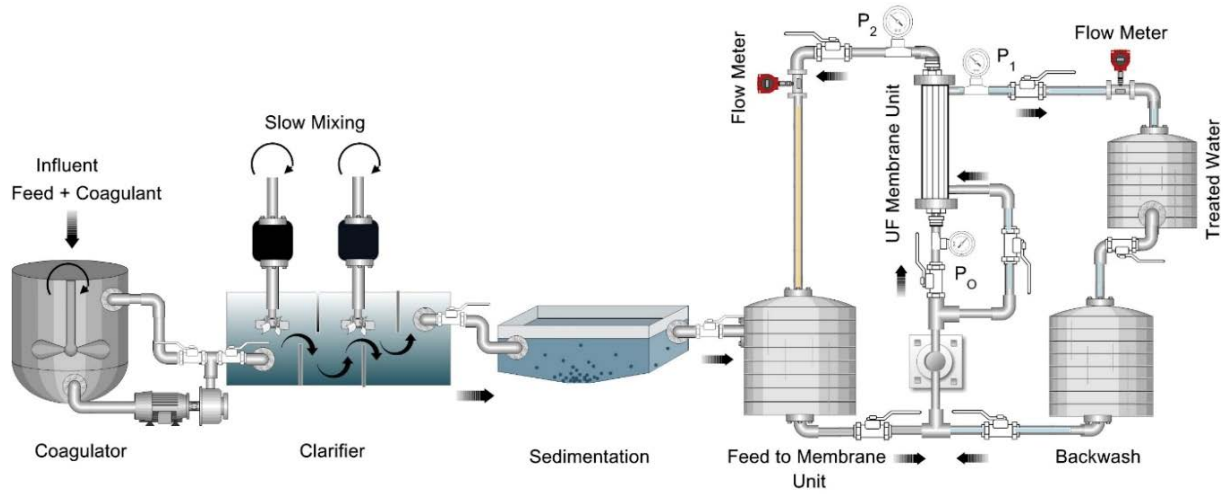 Slow Mixing
Influent
Feed + Coagulant
Coagulator
Clarifier
Sedimentation
Flow Meter
P2
P1
Flow Meter
UF Membrane Unit
PO
Treated Water
Feed to Membrane
Unit
Backwash